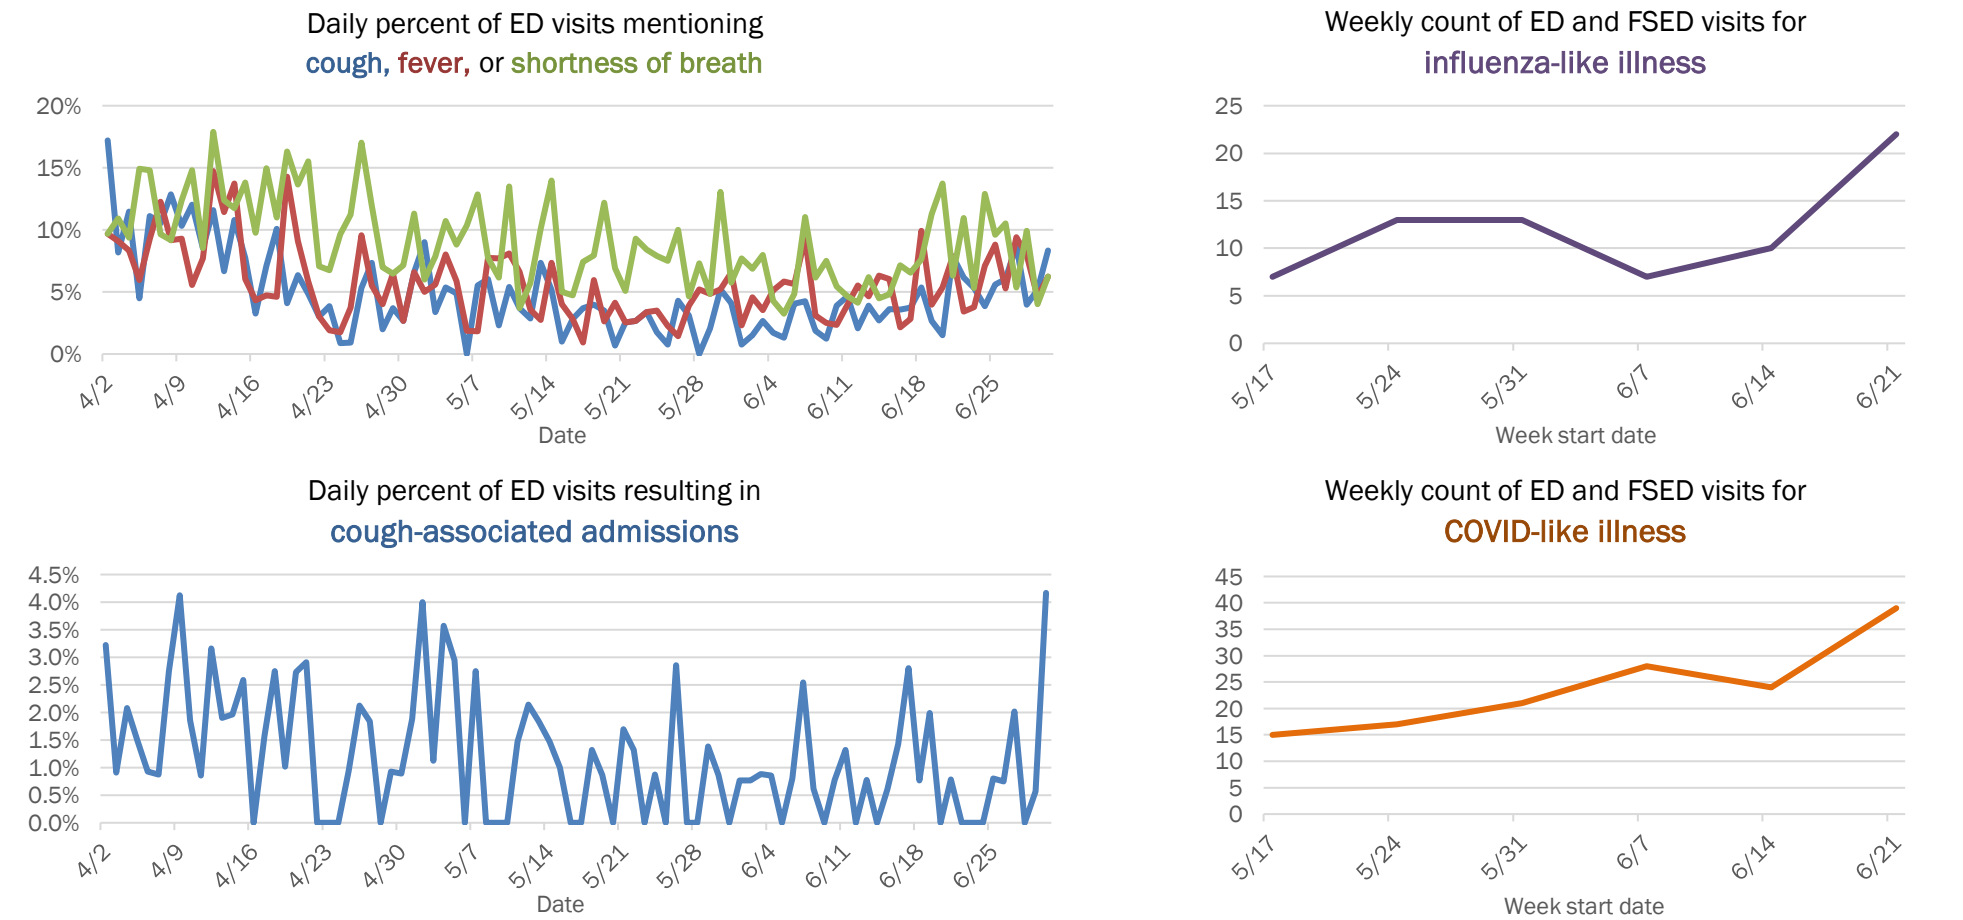 Daily percent of ED visits mentioning
cough, fever, or shortness of breath
20%
15%
10%
5%
0%
4/2 4/9 4/16 4/23 4/30 5/7 5/14 5/21 5/28 6/4 6/11 6/18 6/25
Date
Weekly count of ED and FSED visits for
influenza-like illness
25
20
15
10
5
0
5/17 5/24 5/31 6/7 6/14 6/21
Week start date
Daily percent of ED visits resulting in
cough-associated admissions
4.5%
4.0%
3.5%
3.0%
2.5%
2.0%
1.5%
1.0%
0.5%
0.0%
4/2 4/9 4/16 4/23 4/30 5/7 5/14 5/21 5/28 6/4 6/11 6/18 6/25
Date
Weekly count of ED and FSED visits for
COVID-like illness
45
40
35
30
25
20
15
10
5
0
5/17 5/24 5/31 6/7 6/14 6/21
Week start date